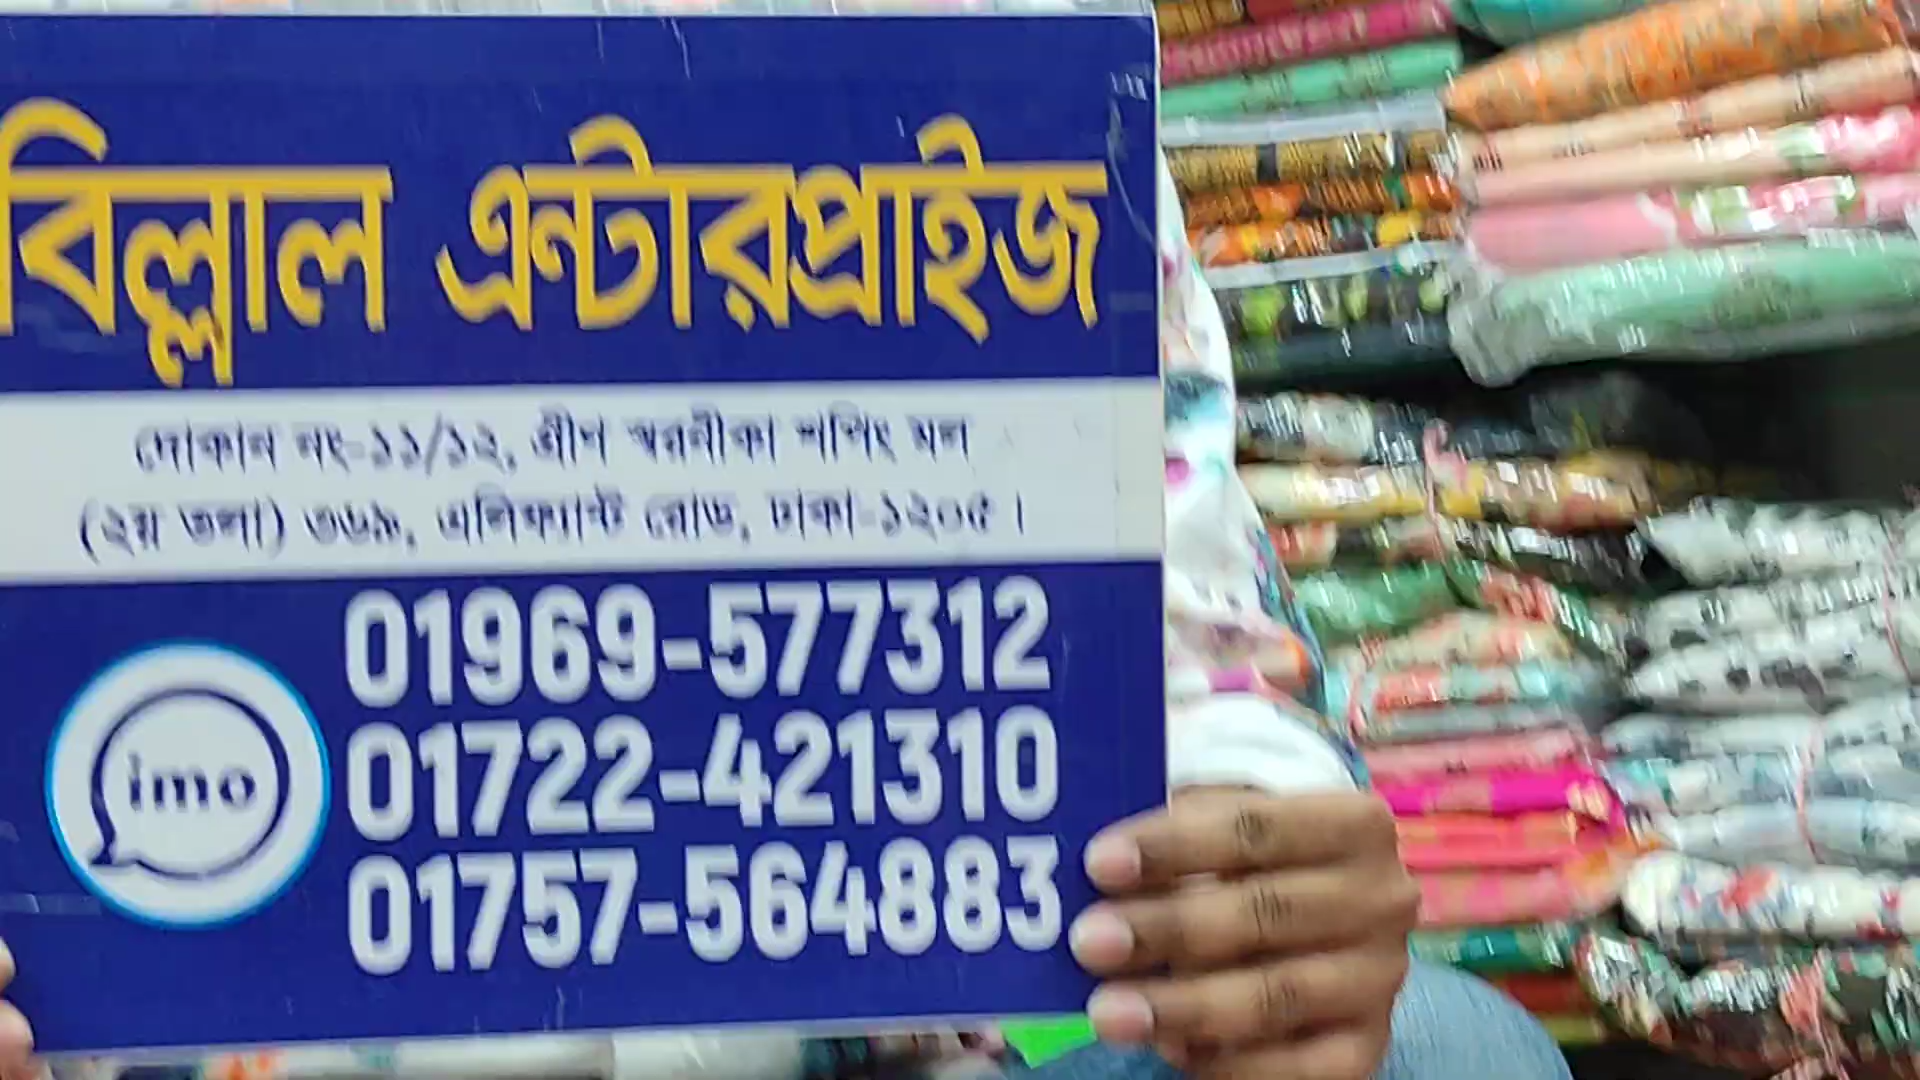 বিল্লাল এন্টারপ্রাইজ
দোকান নং-১১/১২, গ্রীণ স্বরনীকা শপিং মল
(২য় তলা) ৩৬৯, এলিফ্যান্ট রোড, ঢাকা-১২০৫।
imo
01969-577312
01722-421310
01757-564883